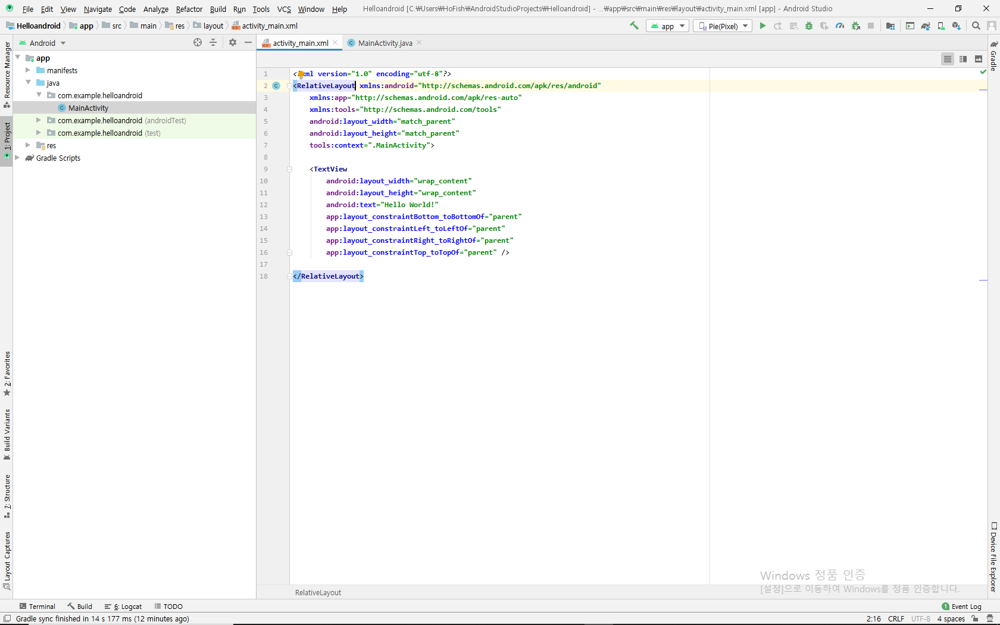 File Edit View Navigate Code Analyze Refactor Build Run Tools VCS Window Help Helloandroid [C:₩Users₩HoFish₩AndroidStudioProjects₩Helloandroid] - ...₩app₩src₩main₩res₩layout₩activity_main.xml [app] - Android Studio
Helloandroid app src main res layout activity_main.xml app Pie(Pixel)
Android
app
manifests
java
com.example.helloandroid
MainActivity
com.example.helloandroid (androidTest)
com.example.helloandroid (test)
res
Gradle Scripts
Resource Manager
1: Project
2: Favorites
Build Variants
7: Structure
Layout Captures
activity_main.xml MainActivity.java
1 <?xml version="1.0" encoding="utf-8"?>
2 <RelativeLayout xmlns:android="http://schemas.android.com/apk/res/android"
3 xmlns:app="http://schemas.android.com/apk/res-auto"
4 xmlns:tools="http://schemas.android.com/tools"
5 android:layout_width="match_parent"
6 android:layout_height="match_parent"
7 tools:context=".MainActivity">
8
9 <TextView
10 android:layout_width="wrap_content"
11 android:layout_height="wrap_content"
12 android:text="Hello World!"
13 app:layout_constraintBottom_toBottomOf="parent"
14 app:layout_constraintLeft_toLeftOf="parent"
15 app:layout_constraintRight_toRightOf="parent"
16 app:layout_constraintTop_toTopOf="parent" />
17
18 </RelativeLayout>
Gradle
Device File Explorer
Windows 정품 인증
[설정]으로 이동하여 Windows를 정품 인증합니다.
RelativeLayout
Terminal Build 6: Logcat TODO 1 Event Log
Gradle sync finished in 14 s 177 ms (12 minutes ago) 2:16 CRLF UTF-8 4 spaces